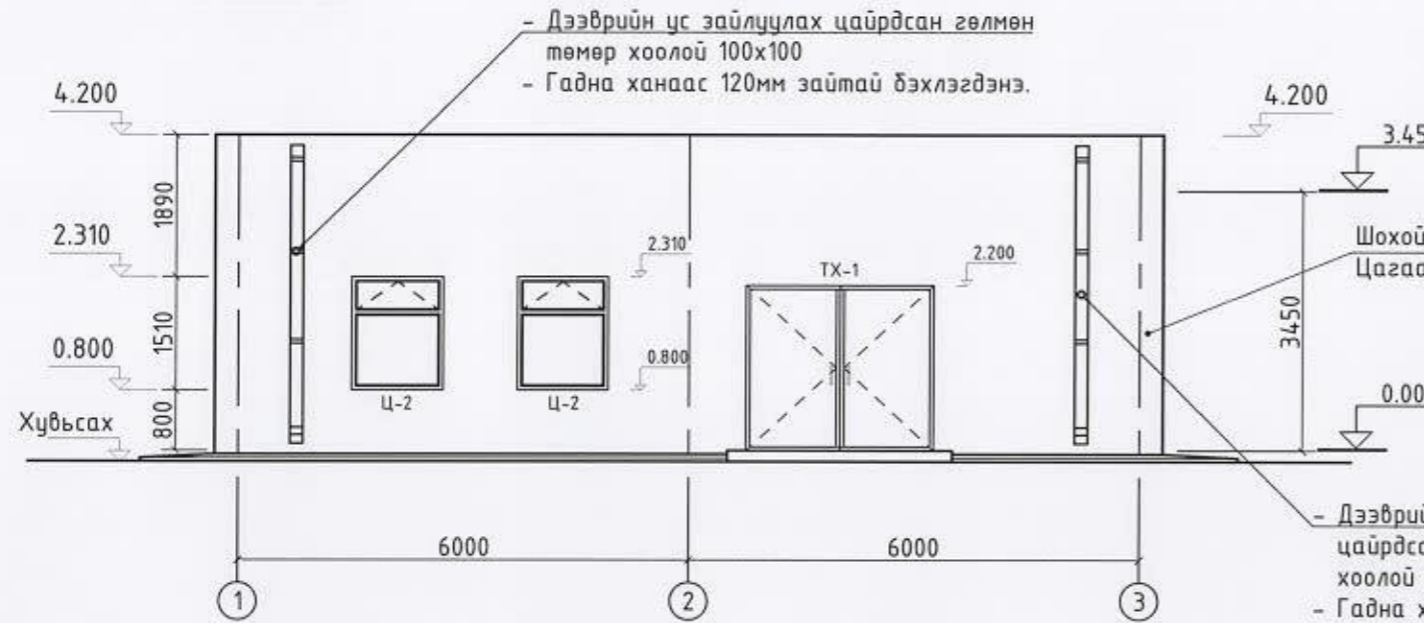 - Дээврийн ус зайлуулах цайрдсан гөлмөн
төмөр хоолой 100х100
- Гадна ханаас 120мм зайтай бэхлэгдэнэ.
4.200
4.200
3.45
1890
2.310
2.310
2.200
ТХ-1
Шохой
Цагаа
1510
3450
0.800
0.800
Ц-2
Ц-2
0.00
800
Хувьсах
- Дээврий
цайрдса
хоолой
- Гадна х
6000
6000
1
2
3